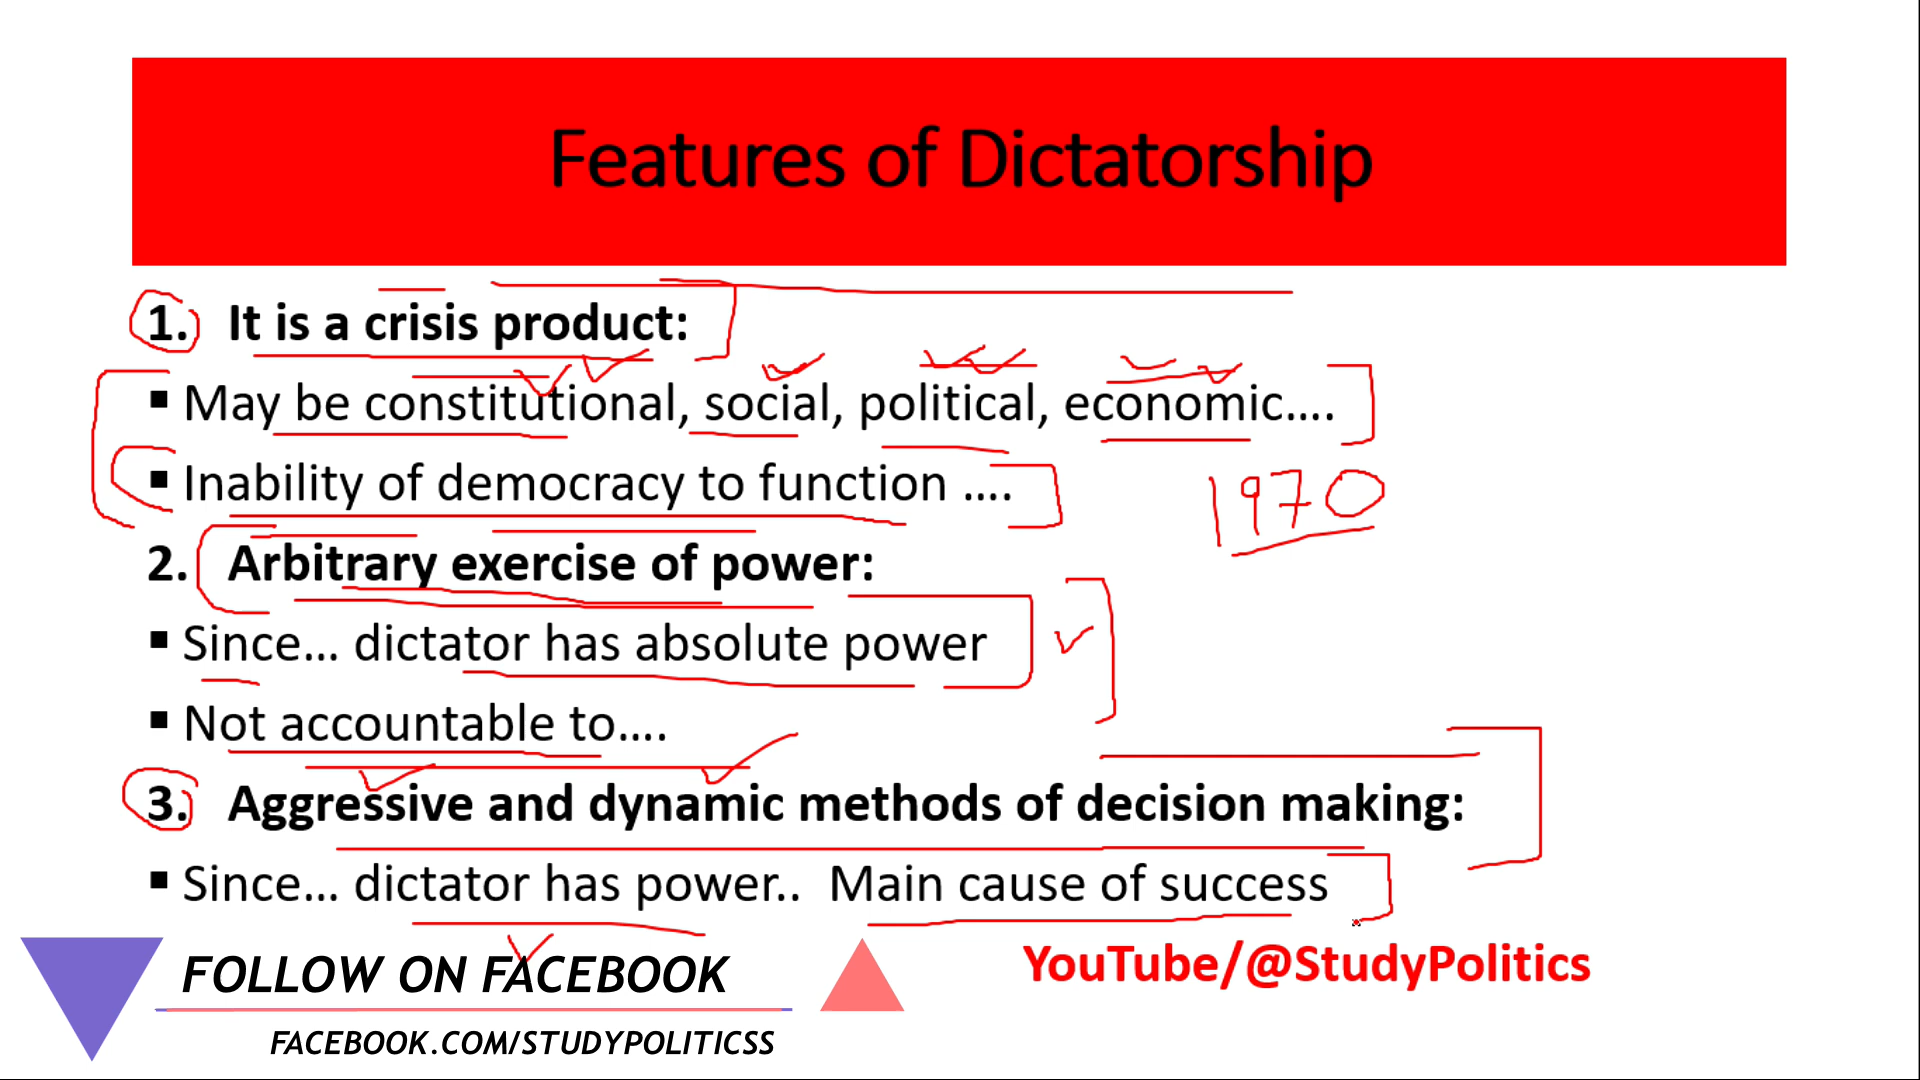 Features of Dictatorship
1. It is a crisis product:
▪ May be constitutional, social, political, economic....
▪ Inability of democracy to function ....
1970
2. Arbitrary exercise of power:
▪ Since... dictator has absolute power
▪ Not accountable to....
3. Aggressive and dynamic methods of decision making:
▪ Since... dictator has power.. Main cause of success
FOLLOW ON FACEBOOK
YouTube/@StudyPolitics
FACEBOOK.COM/STUDYPOLITICSS